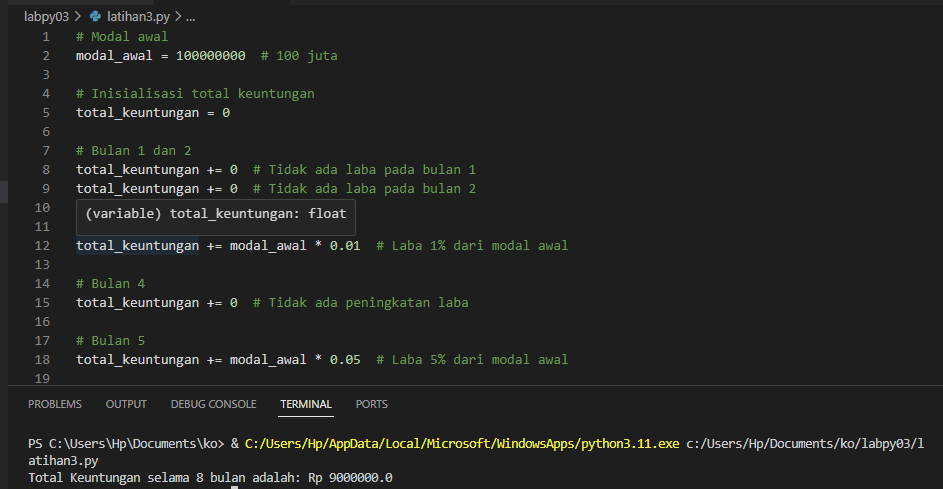 labpy03 > latihan3.py > ...
1 # Modal awal
2 modal_awal = 100000000  # 100 juta
3
4 # Inisialisasi total keuntungan
5 total_keuntungan = 0
6
7 # Bulan 1 dan 2
8 total_keuntungan += 0  # Tidak ada laba pada bulan 1
9 total_keuntungan += 0  # Tidak ada laba pada bulan 2
10
(variable) total_keuntungan: float
11
12 total_keuntungan += modal_awal * 0.01  # Laba 1% dari modal awal
13
14 # Bulan 4
15 total_keuntungan += 0  # Tidak ada peningkatan laba
16
17 # Bulan 5
18 total_keuntungan += modal_awal * 0.05  # Laba 5% dari modal awal
19
PROBLEMS OUTPUT DEBUG CONSOLE TERMINAL PORTS
PS C:\Users\Hp\Documents\ko> & C:/Users/Hp/AppData/Local/Microsoft/WindowsApps/python3.11.exe c:/Users/Hp/Documents/ko/labpy03/l
atihan3.py
Total Keuntungan selama 8 bulan adalah: Rp 9000000.0